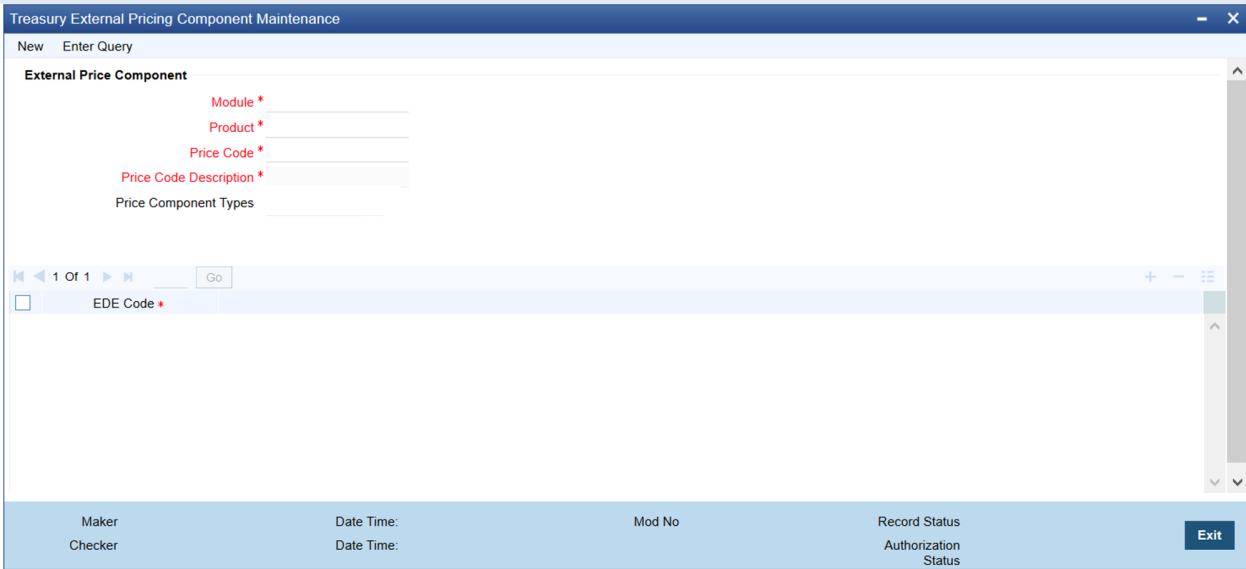 Treasury External Pricing Component Maintenance
New Enter Query
External Price Component
Module *
Product *
Price Code *
Price Code Description *
Price Component Types
1 Of 1 Go
EDE Code *
Maker Date Time: Mod No Record Status
Checker Date Time: Authorization Status
Exit